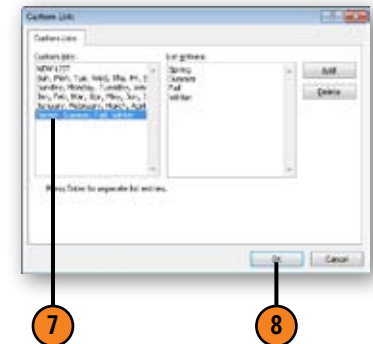 Custom Lists
Custom Lists
Custom lists:
List entries:
NEW LIST
Sun, Mon, Tue, Wed, Thu, Fri, S
Sunday, Monday, Tuesday, Wed
Jan, Feb, Mar, Apr, May, Jun, J
January, February, March, April
Spring, Summer, Fall, Winter
Spring
Summer
Fall
Winter
Add
Delete
Press Enter to separate list entries.
OK
Cancel
7
8